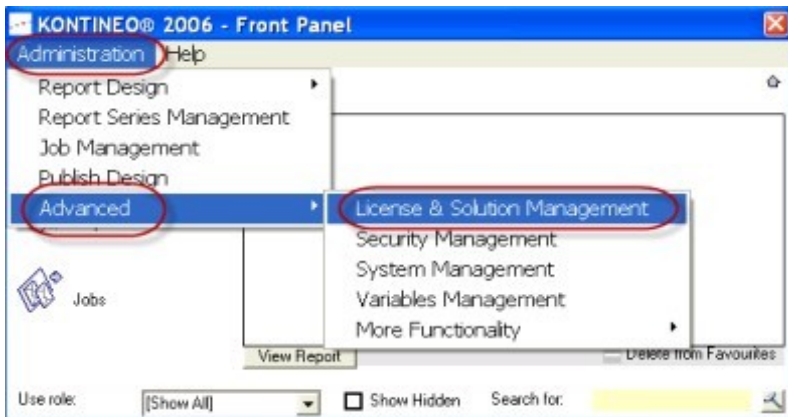 KONTINEO® 2006 - Front Panel
Administration Help
Report Design
Report Series Management
Job Management
Publish Design
Advanced
License & Solution Management
Security Management
System Management
Variables Management
More Functionality
Jobs
View Report
Delete from Favourites
Use role:
[Show All]
Show Hidden
Search for: